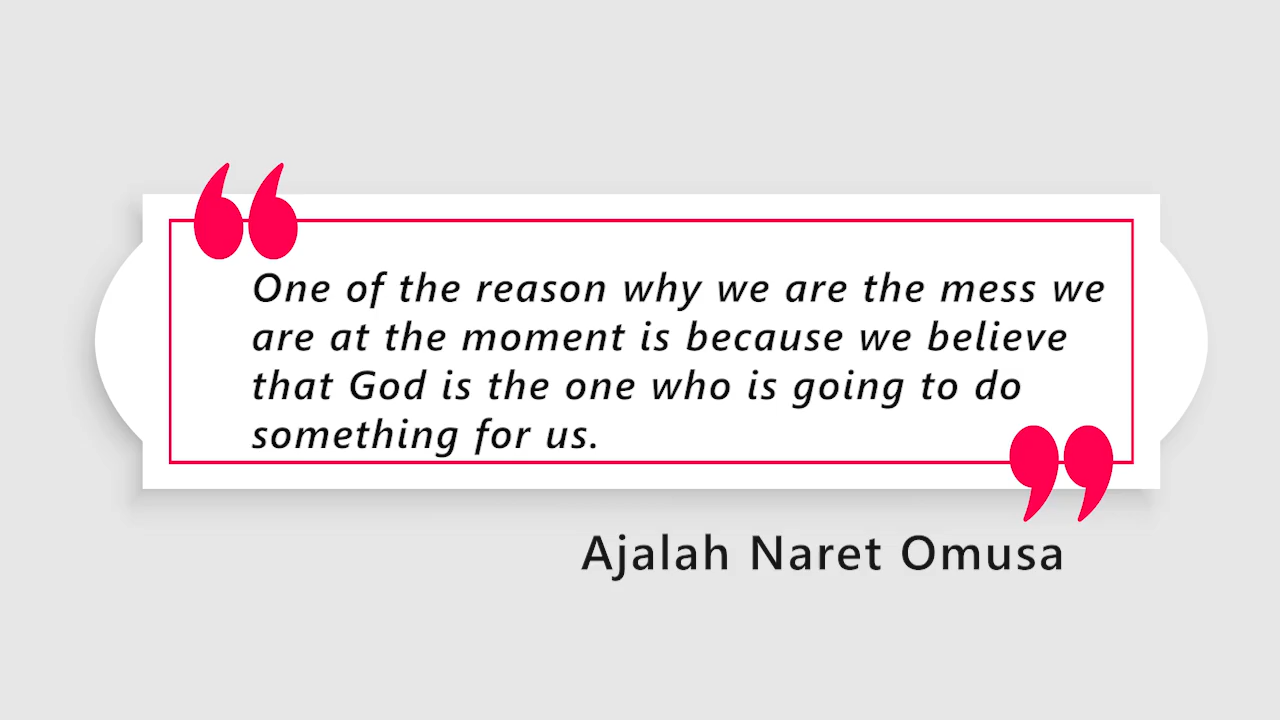 One of the reason why we are the mess we
are at the moment is because we believe
that God is the one who is going to do
something for us.
Ajalah Naret Omusa